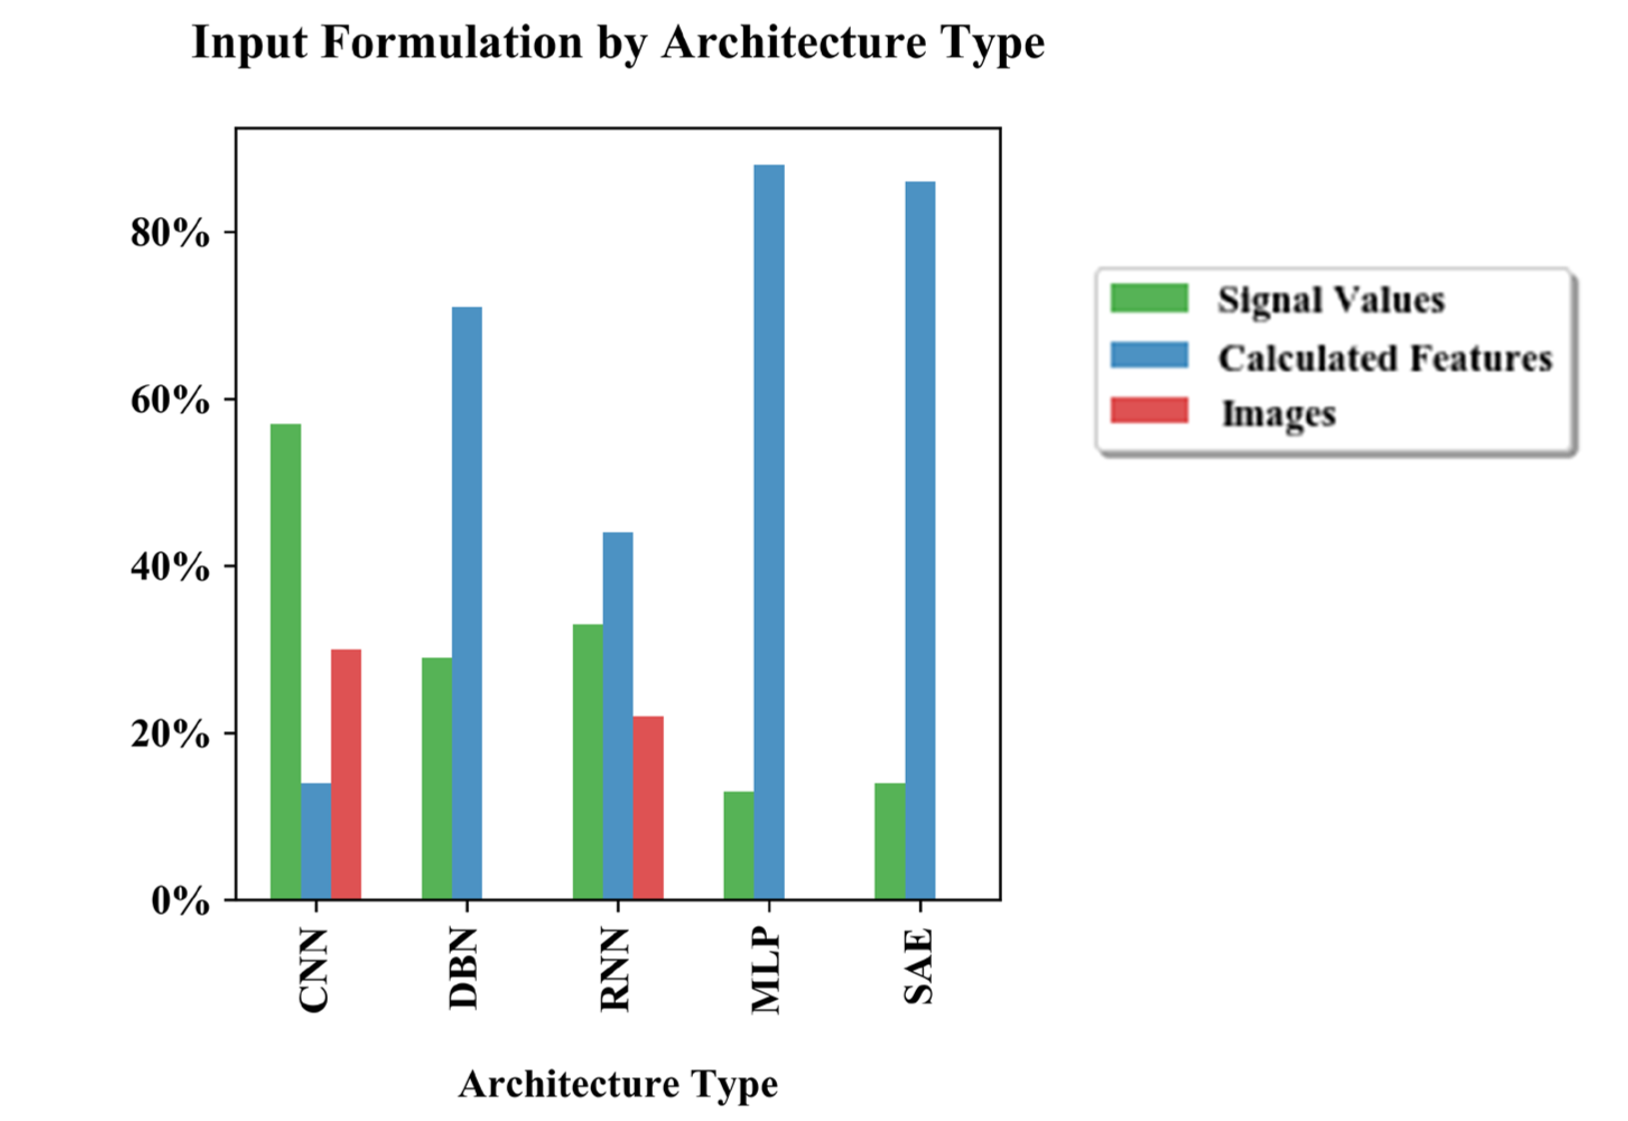 Input Formulation by Architecture Type
80%
60%
40%
20%
0%
CNN
DBN
RNN
MLP
SAE
Architecture Type
Signal Values
Calculated Features
Images